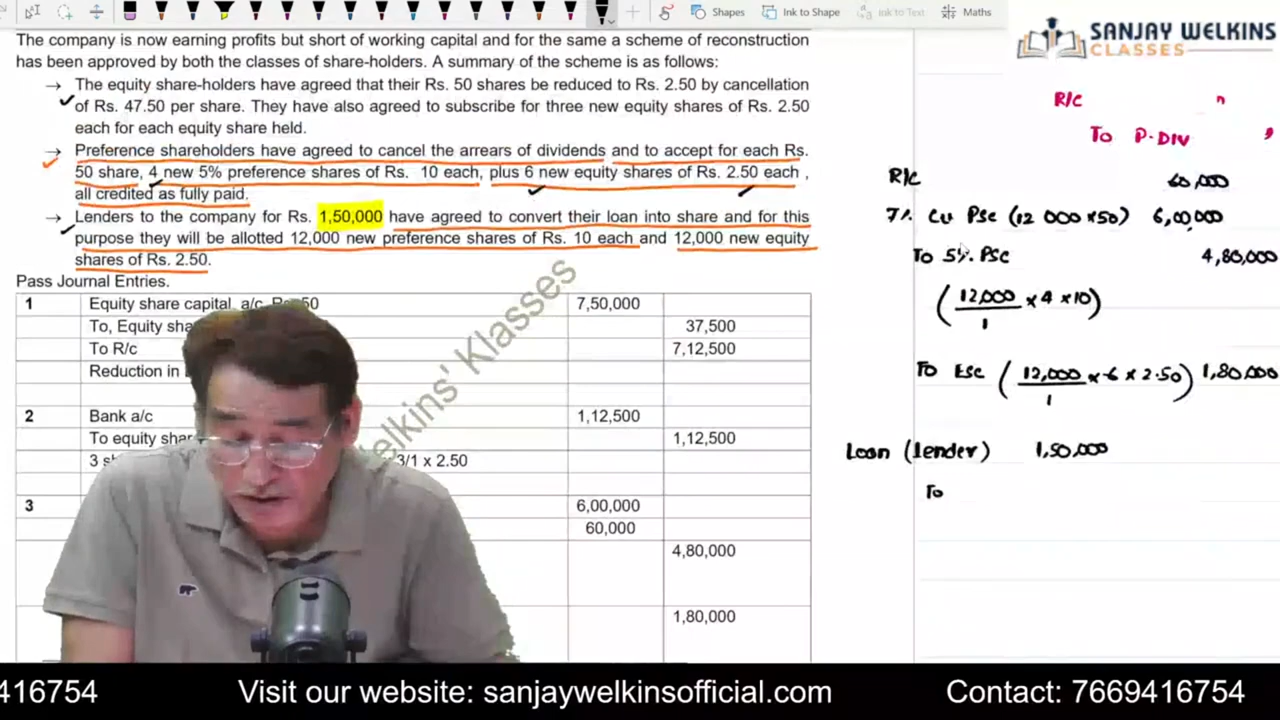 Shapes
Ink to Shape
Ink to Text
Maths
SANJAY WELKINS
CLASSES
The company is now earning profits but short of working capital and for the same a scheme of reconstruction
has been approved by both the classes of share-holders. A summary of the scheme is as follows:
→ The equity share-holders have agreed that their Rs. 50 shares be reduced to Rs. 2.50 by cancellation
of Rs. 47.50 per share. They have also agreed to subscribe for three new equity shares of Rs. 2.50
each for each equity share held.
→ Preference shareholders have agreed to cancel the arrears of dividends and to accept for each Rs.
50 share, 4 new 5% preference shares of Rs. 10 each, plus 6 new equity shares of Rs. 2.50 each ,
all credited as fully paid.
→ Lenders to the company for Rs. 1,50,000 have agreed to convert their loan into share and for this
purpose they will be allotted 12,000 new preference shares of Rs. 10 each and 12,000 new equity
shares of Rs. 2.50.
Pass Journal Entries.
1 Equity share capital a/c Rs. 50 7,50,000
To, Equity sha 37,500
To R/c 7,12,500
Reduction in
2 Bank a/c 1,12,500
To equity shar 1,12,500
3 sh 3/1 x 2.50
3 6,00,000
60,000
4,80,000
1,80,000
elkins' Klasses
R/C "
To P.DIV ,
R/C 60,000
7% Cu PSC (12 000 x 50) 6,00,000
To 5%. PSC 4,80,000
(12,000/1 x 4 x 10)
To ESC (12,000/1 x 6 x 2.50) 1,80,000
Loan (lender) 1,50,000
To
416754 Visit our website: sanjaywelkinsofficial.com Contact: 7669416754